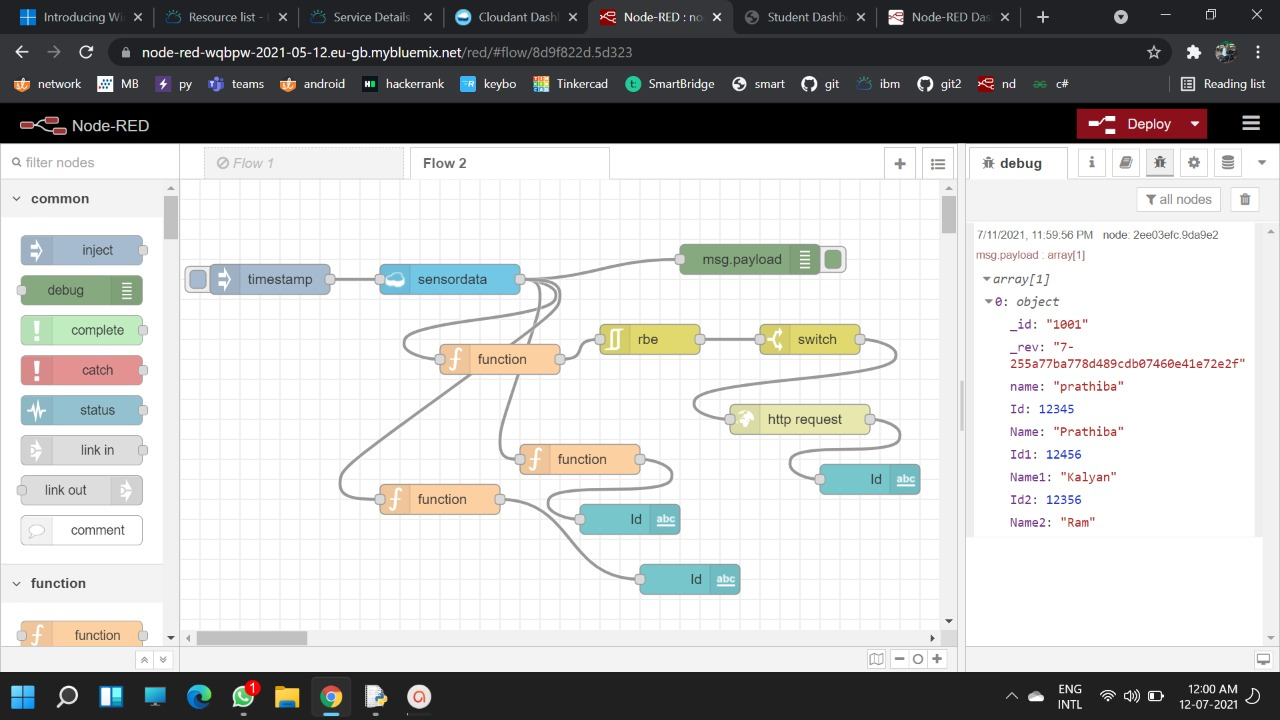 Introducing Wi
Resource list -
Service Details
Cloudant Dash
Node-RED : no
Student Dashb
Node-RED Das
node-red-wqbpw-2021-05-12.eu-gb.mybluemix.net/red/#flow/8d9f822d.5d323
network MB py teams android hackerrank keybo Tinkercad SmartBridge smart git ibm git2 nd c# Reading list
Node-RED
Deploy
filter nodes
Flow 1
Flow 2
debug
all nodes
common
inject
debug
complete
catch
status
link in
link out
comment
function
function
timestamp
sensordata
msg.payload
function
rbe
switch
http request
Id
function
function
Id
Id
7/11/2021, 11:59:56 PM node: 2ee03efc.9da9e2
msg.payload : array[1]
array[1]
0: object
_id: "1001"
_rev: "7-
255a77ba778d489cdb07460e41e72e2f"
name: "prathiba"
Id: 12345
Name: "Prathiba"
Id1: 12456
Name1: "Kalyan"
Id2: 12356
Name2: "Ram"
1
ENG
INTL
12:00 AM
12-07-2021